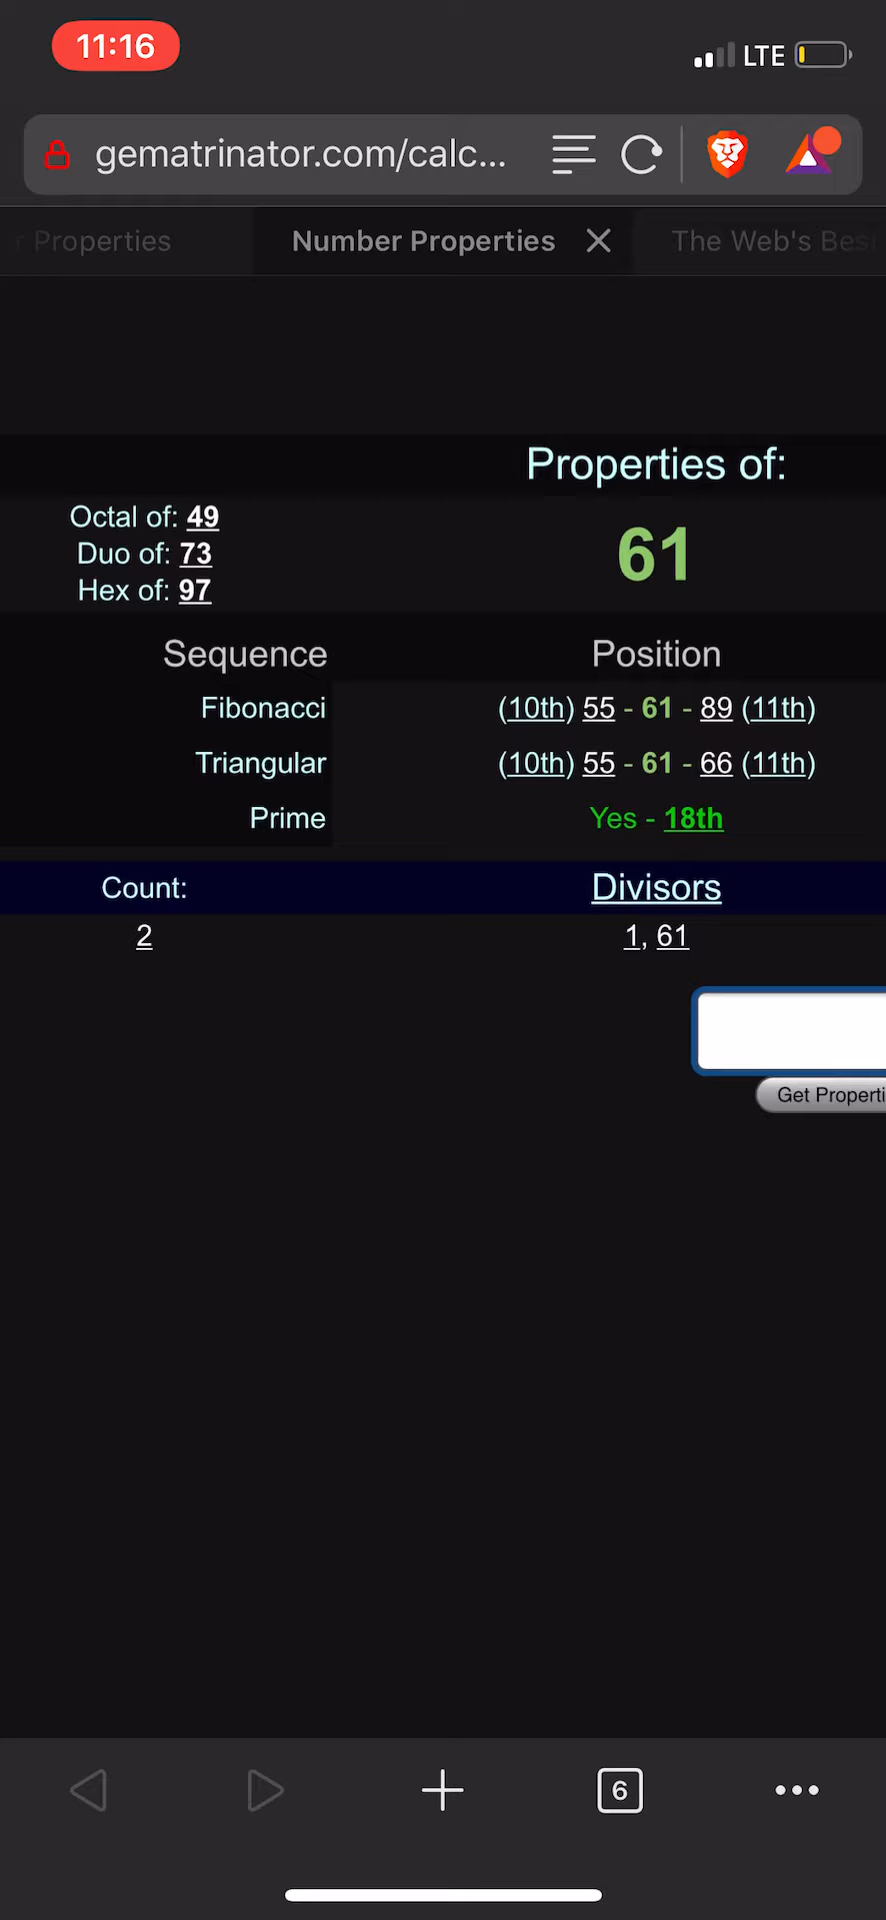 11:16
LTE
gematrinator.com/calc...
r Properties
Number Properties
The Web's Besi
Properties of:
Octal of: 49
Duo of: 73
Hex of: 97
61
Sequence Position
Fibonacci (10th) 55 - 61 - 89 (11th)
Triangular (10th) 55 - 61 - 66 (11th)
Prime Yes - 18th
Count: Divisors
2 1, 61
Get Properti
6